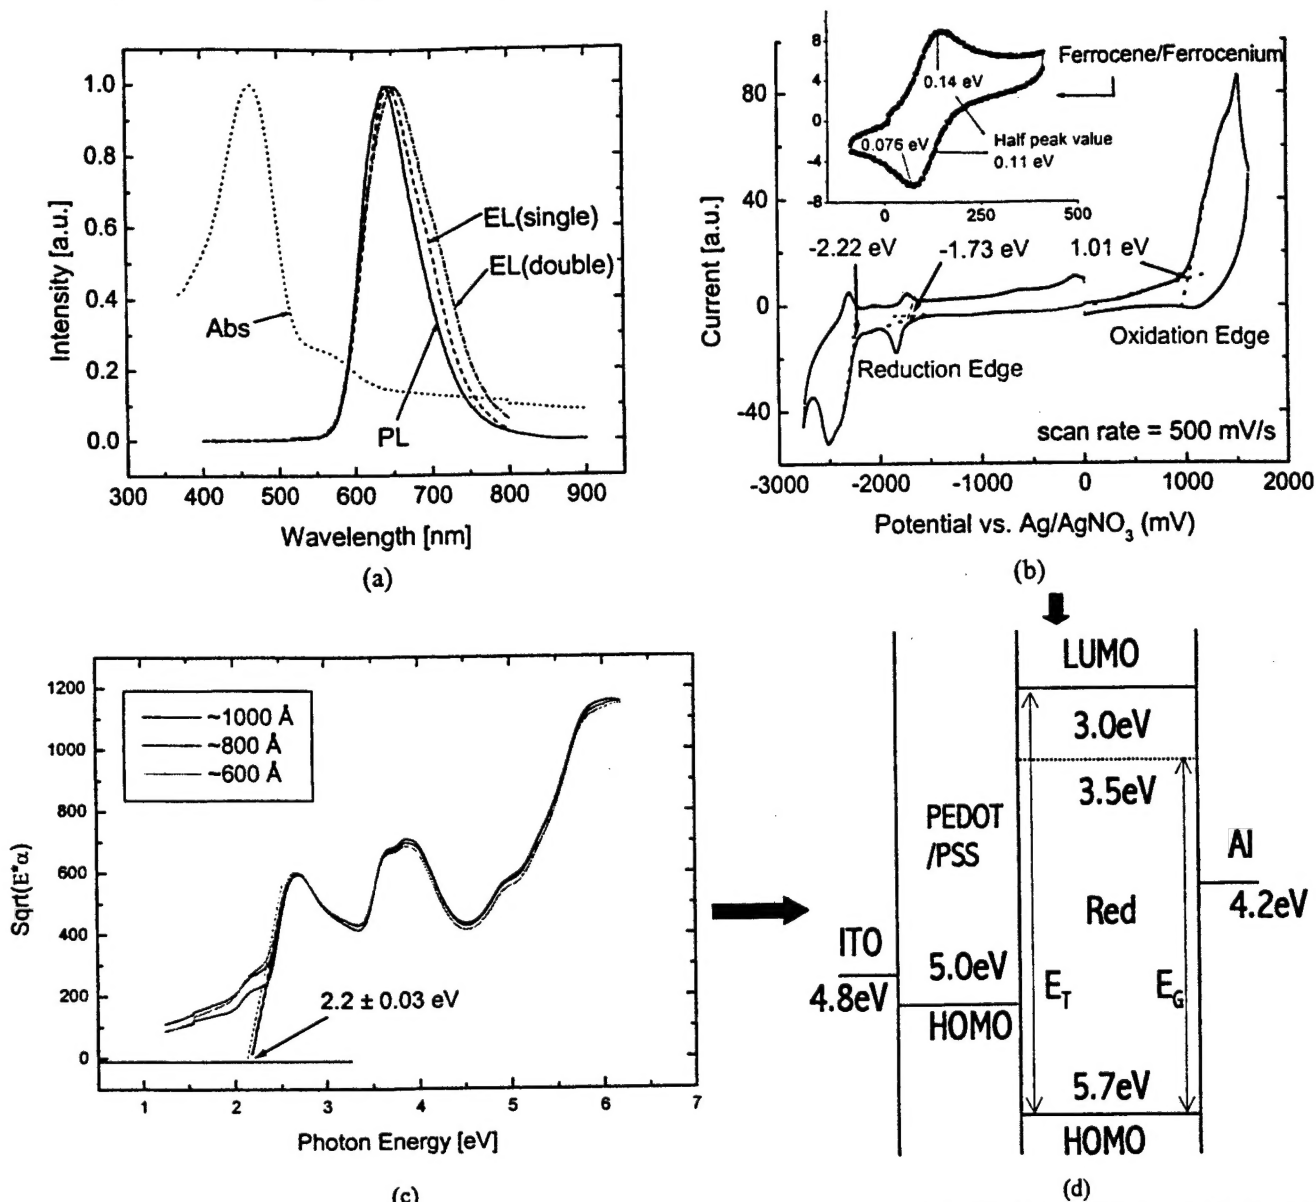 1.0
0.8
0.6
0.4
0.2
0.0
Intensity [a.u.]
Abs
EL(single)
EL(double)
PL
300 400 500 600 700 800 900
Wavelength [nm]
(a)
8
4
0
-4
-8
0.14 eV
0.076 eV
Half peak value
0.11 eV
0 250 500
Ferrocene/Ferrocenium
80
40
0
-40
Current [a.u.]
-2.22 eV
-1.73 eV
1.01 eV
Oxidation Edge
Reduction Edge
scan rate = 500 mV/s
-3000 -2000 -1000 0 1000 2000
Potential vs. Ag/AgNO₃ (mV)
(b)
1200
1000
800
600
400
200
0
Sqrt(E*α)
~1000 Å
~800 Å
~600 Å
2.2 ± 0.03 eV
1 2 3 4 5 6 7
Photon Energy [eV]
(c)
LUMO
3.0eV
3.5eV
PEDOT
/PSS
Al
4.2eV
Red
ITO
4.8eV
5.0eV
HOMO
E_T
E_G
5.7eV
HOMO
(d)